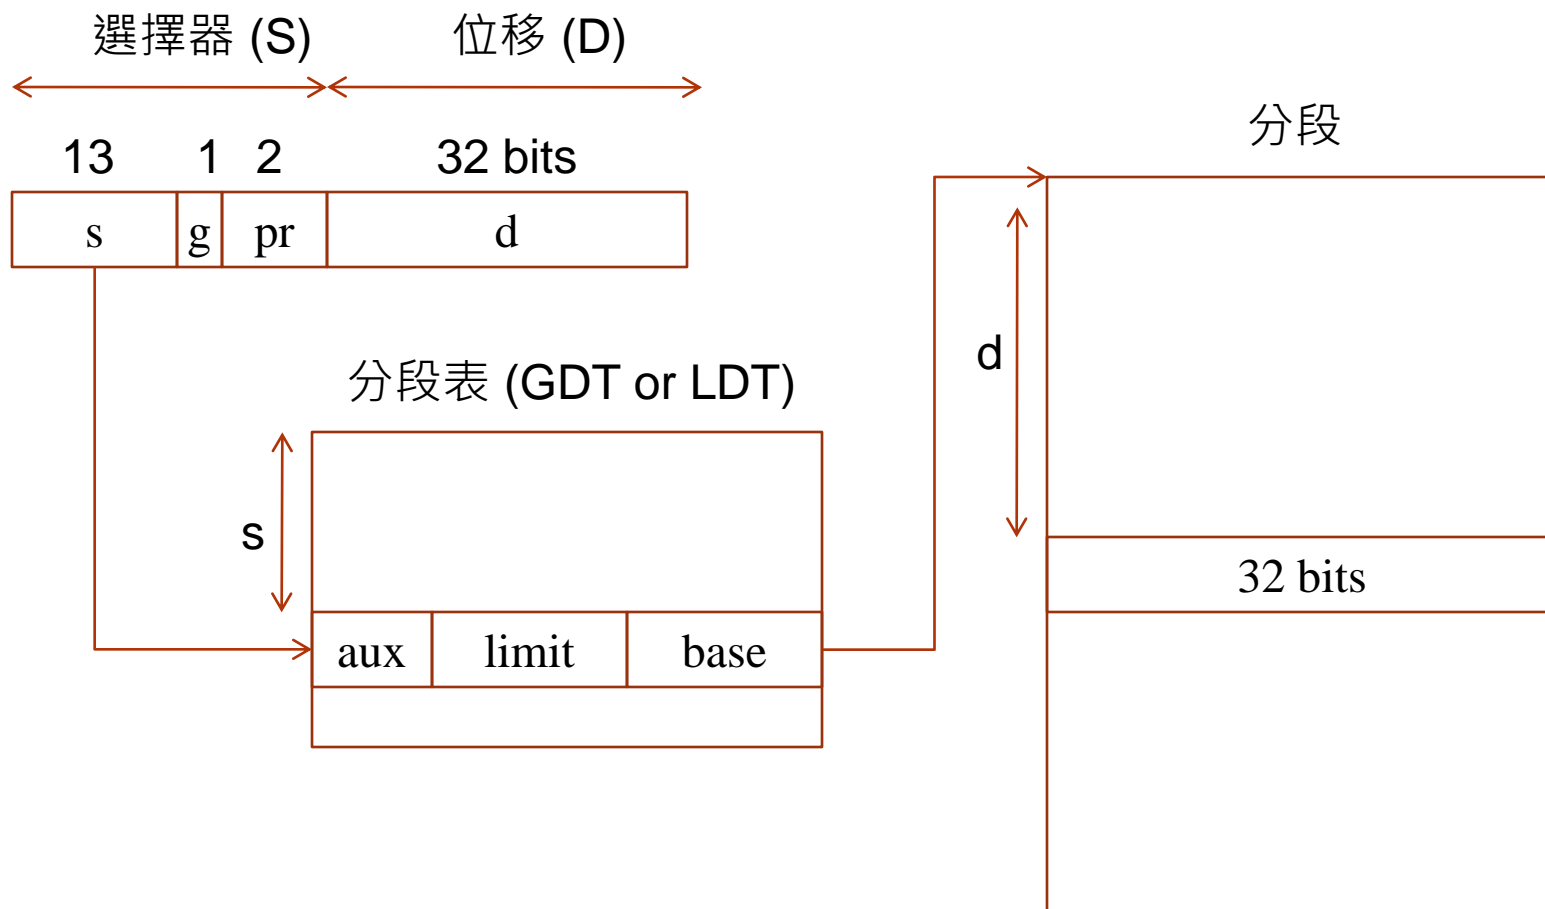 選擇器 (S)
位移 (D)
13
1
2
32 bits
s
g
pr
d
分段
d
分段表 (GDT or LDT)
s
aux
limit
base
32 bits